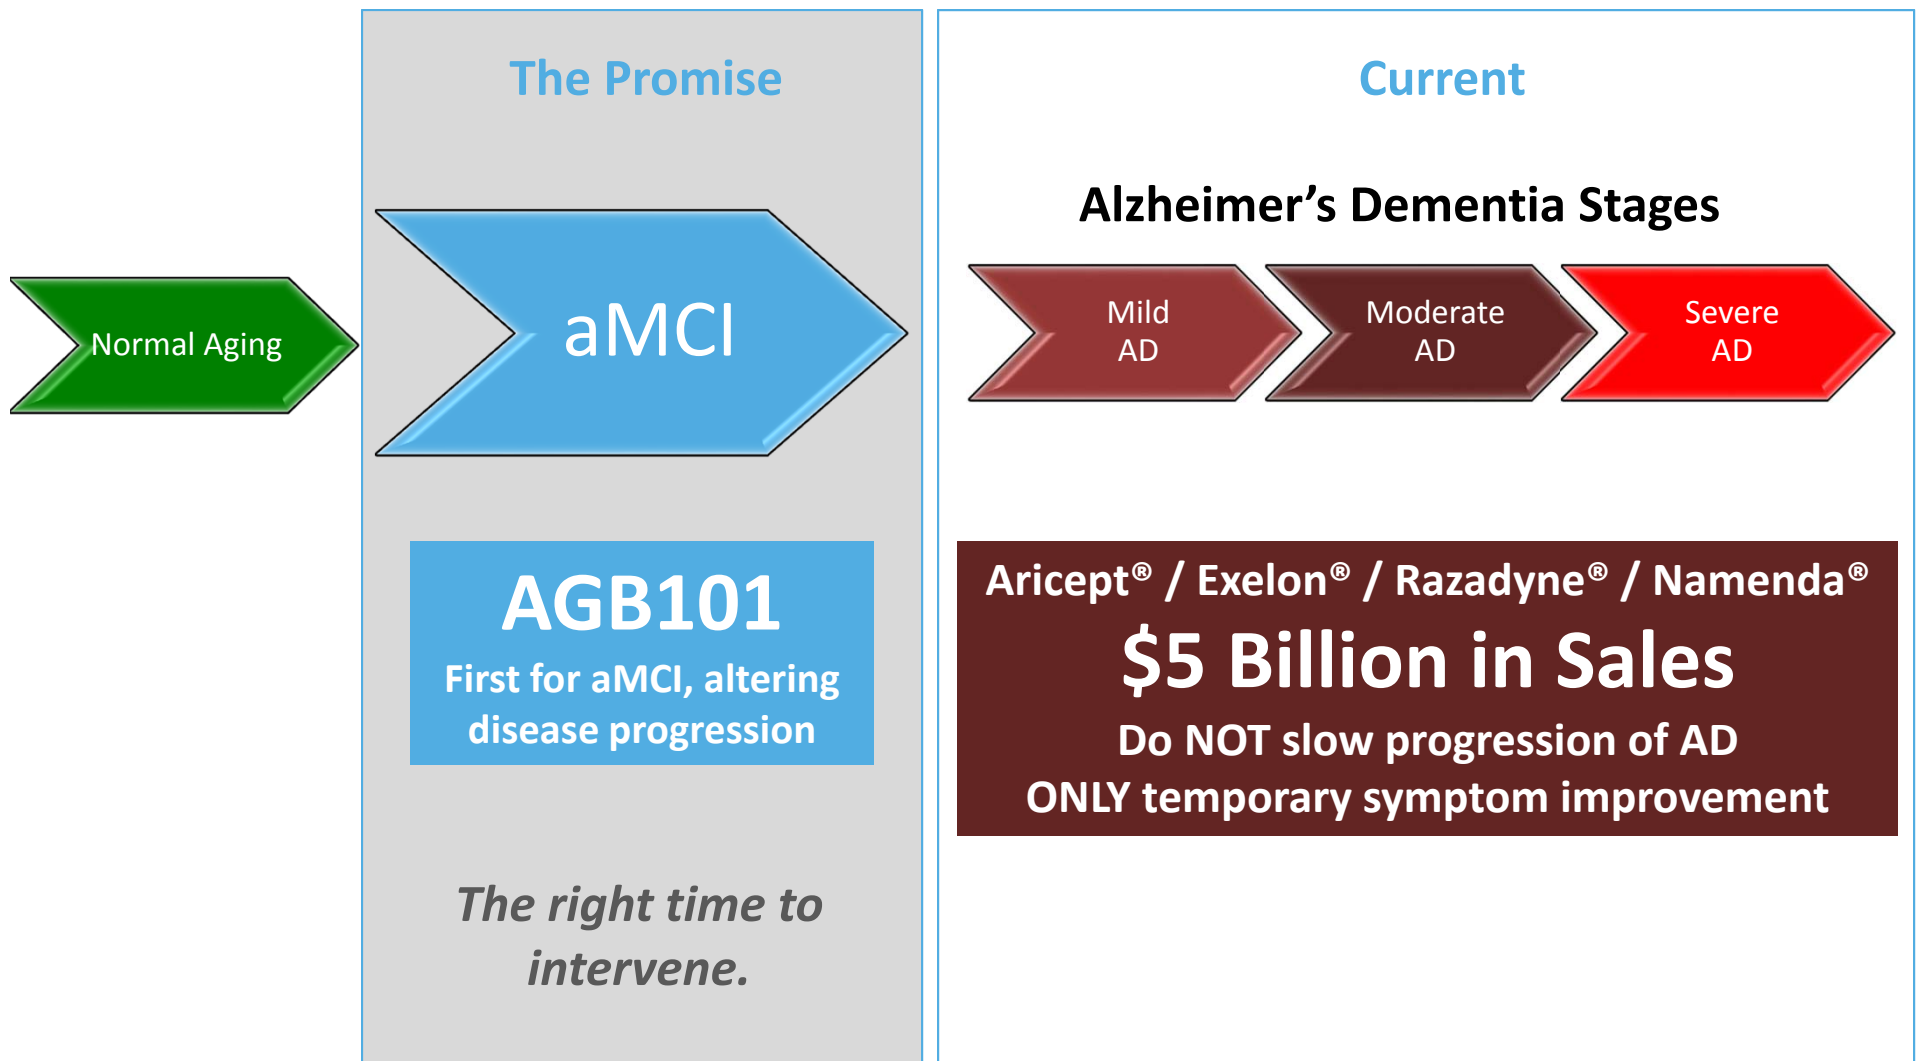 The Promise
Current
Alzheimer’s Dementia Stages
Normal Aging
aMCI
Mild
AD
Moderate
AD
Severe
AD
AGB101
First for aMCI, altering
disease progression
Aricept® / Exelon® / Razadyne® / Namenda®
$5 Billion in Sales
Do NOT slow progression of AD
ONLY temporary symptom improvement
The right time to
intervene.